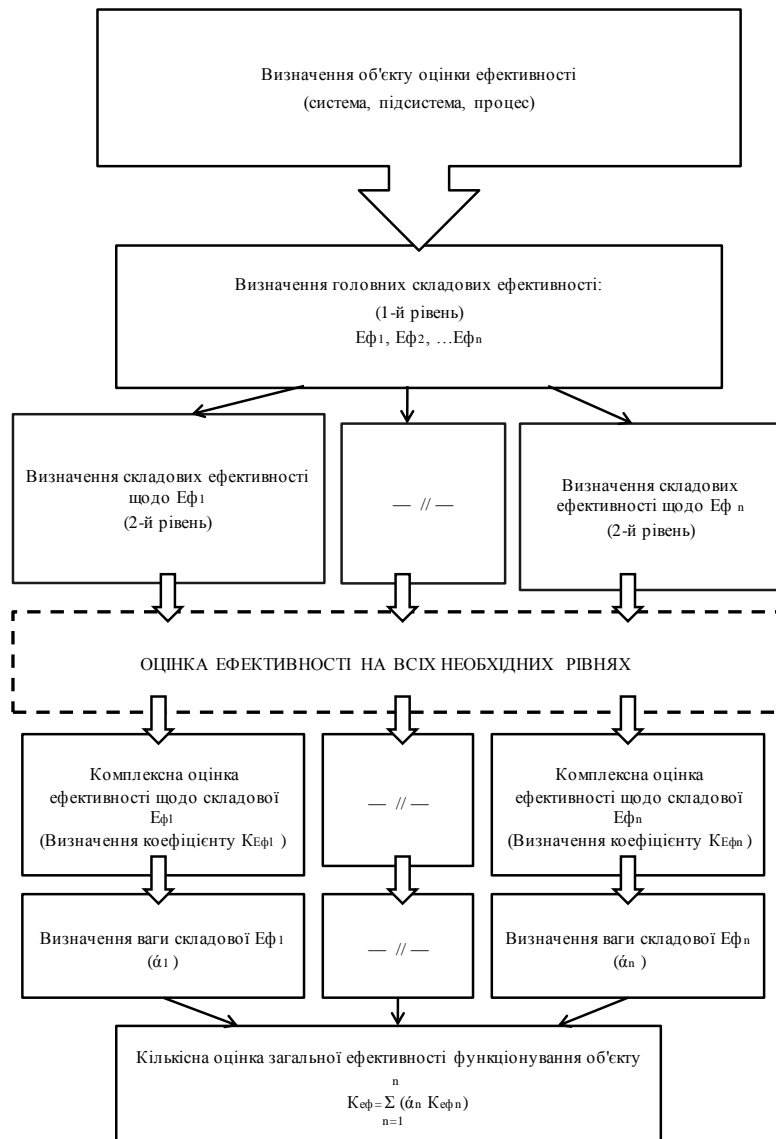 Визначення об'єкту оцінки ефективності
(система, підсистема, процес)
Визначення головних складових ефективності:
(1-й рівень)
Еф1, Еф2, …Ефn
Визначення складових ефективності
щодо Еф1
(2-й рівень)
— // —
Визначення складових
ефективності щодо Еф n
(2-й рівень)
ОЦІНКА ЕФЕКТИВНОСТІ НА ВСІХ НЕОБХІДНИХ РІВНЯХ
Комплексна оцінка
ефективності щодо складової
Еф1
(Визначення коефіцієнту КЕф1 )
— // —
Комплексна оцінка
ефективності щодо складової
Ефn
(Визначення коефіцієнту КЕфn )
Визначення ваги складової Еф1
(ά1 )
— // —
Визначення ваги складової Ефn
(άn )
Кількісна оцінка загальної ефективності функціонування об'єкту
n
Кеф= Σ (άn Кефn)
n=1